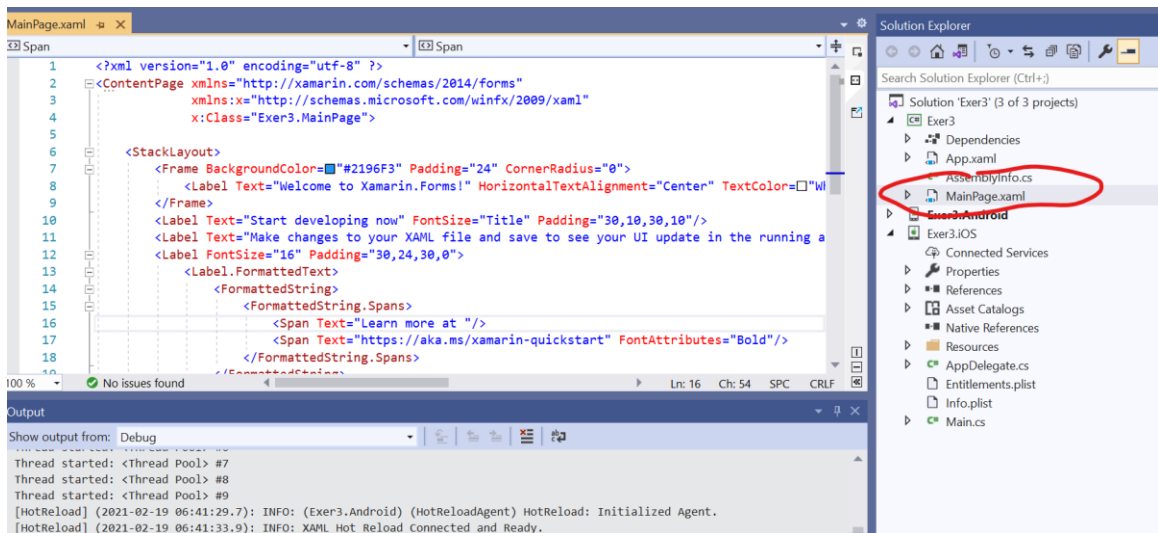 MainPage.xaml
Span
Span
1 <?xml version="1.0" encoding="utf-8" ?>
2 <ContentPage xmlns="http://xamarin.com/schemas/2014/forms"
3 xmlns:x="http://schemas.microsoft.com/winfx/2009/xaml"
4 x:Class="Exer3.MainPage">
5
6 <StackLayout>
7 <Frame BackgroundColor="#2196F3" Padding="24" CornerRadius="0">
8 <Label Text="Welcome to Xamarin.Forms!" HorizontalTextAlignment="Center" TextColor="W
9 </Frame>
10 <Label Text="Start developing now" FontSize="Title" Padding="30,10,30,10"/>
11 <Label Text="Make changes to your XAML file and save to see your UI update in the running a
12 <Label FontSize="16" Padding="30,24,30,0">
13 <Label.FormattedText>
14 <FormattedString>
15 <FormattedString.Spans>
16 <Span Text="Learn more at "/>
17 <Span Text="https://aka.ms/xamarin-quickstart" FontAttributes="Bold"/>
18 </FormattedString.Spans>
19 </FormattedString>
100 % No issues found Ln: 16 Ch: 54 SPC CRLF
Output
Show output from: Debug
Thread started: <Thread Pool> #6
Thread started: <Thread Pool> #7
Thread started: <Thread Pool> #8
Thread started: <Thread Pool> #9
[HotReload] (2021-02-19 06:41:29.7): INFO: (Exer3.Android) (HotReloadAgent) HotReload: Initialized Agent.
[HotReload] (2021-02-19 06:41:33.9): INFO: XAML Hot Reload Connected and Ready.
Solution Explorer
Search Solution Explorer (Ctrl+;)
Solution 'Exer3' (3 of 3 projects)
Exer3
Dependencies
App.xaml
AssemblyInfo.cs
MainPage.xaml
Exer3.Android
Exer3.iOS
Connected Services
Properties
References
Asset Catalogs
Native References
Resources
AppDelegate.cs
Entitlements.plist
Info.plist
Main.cs